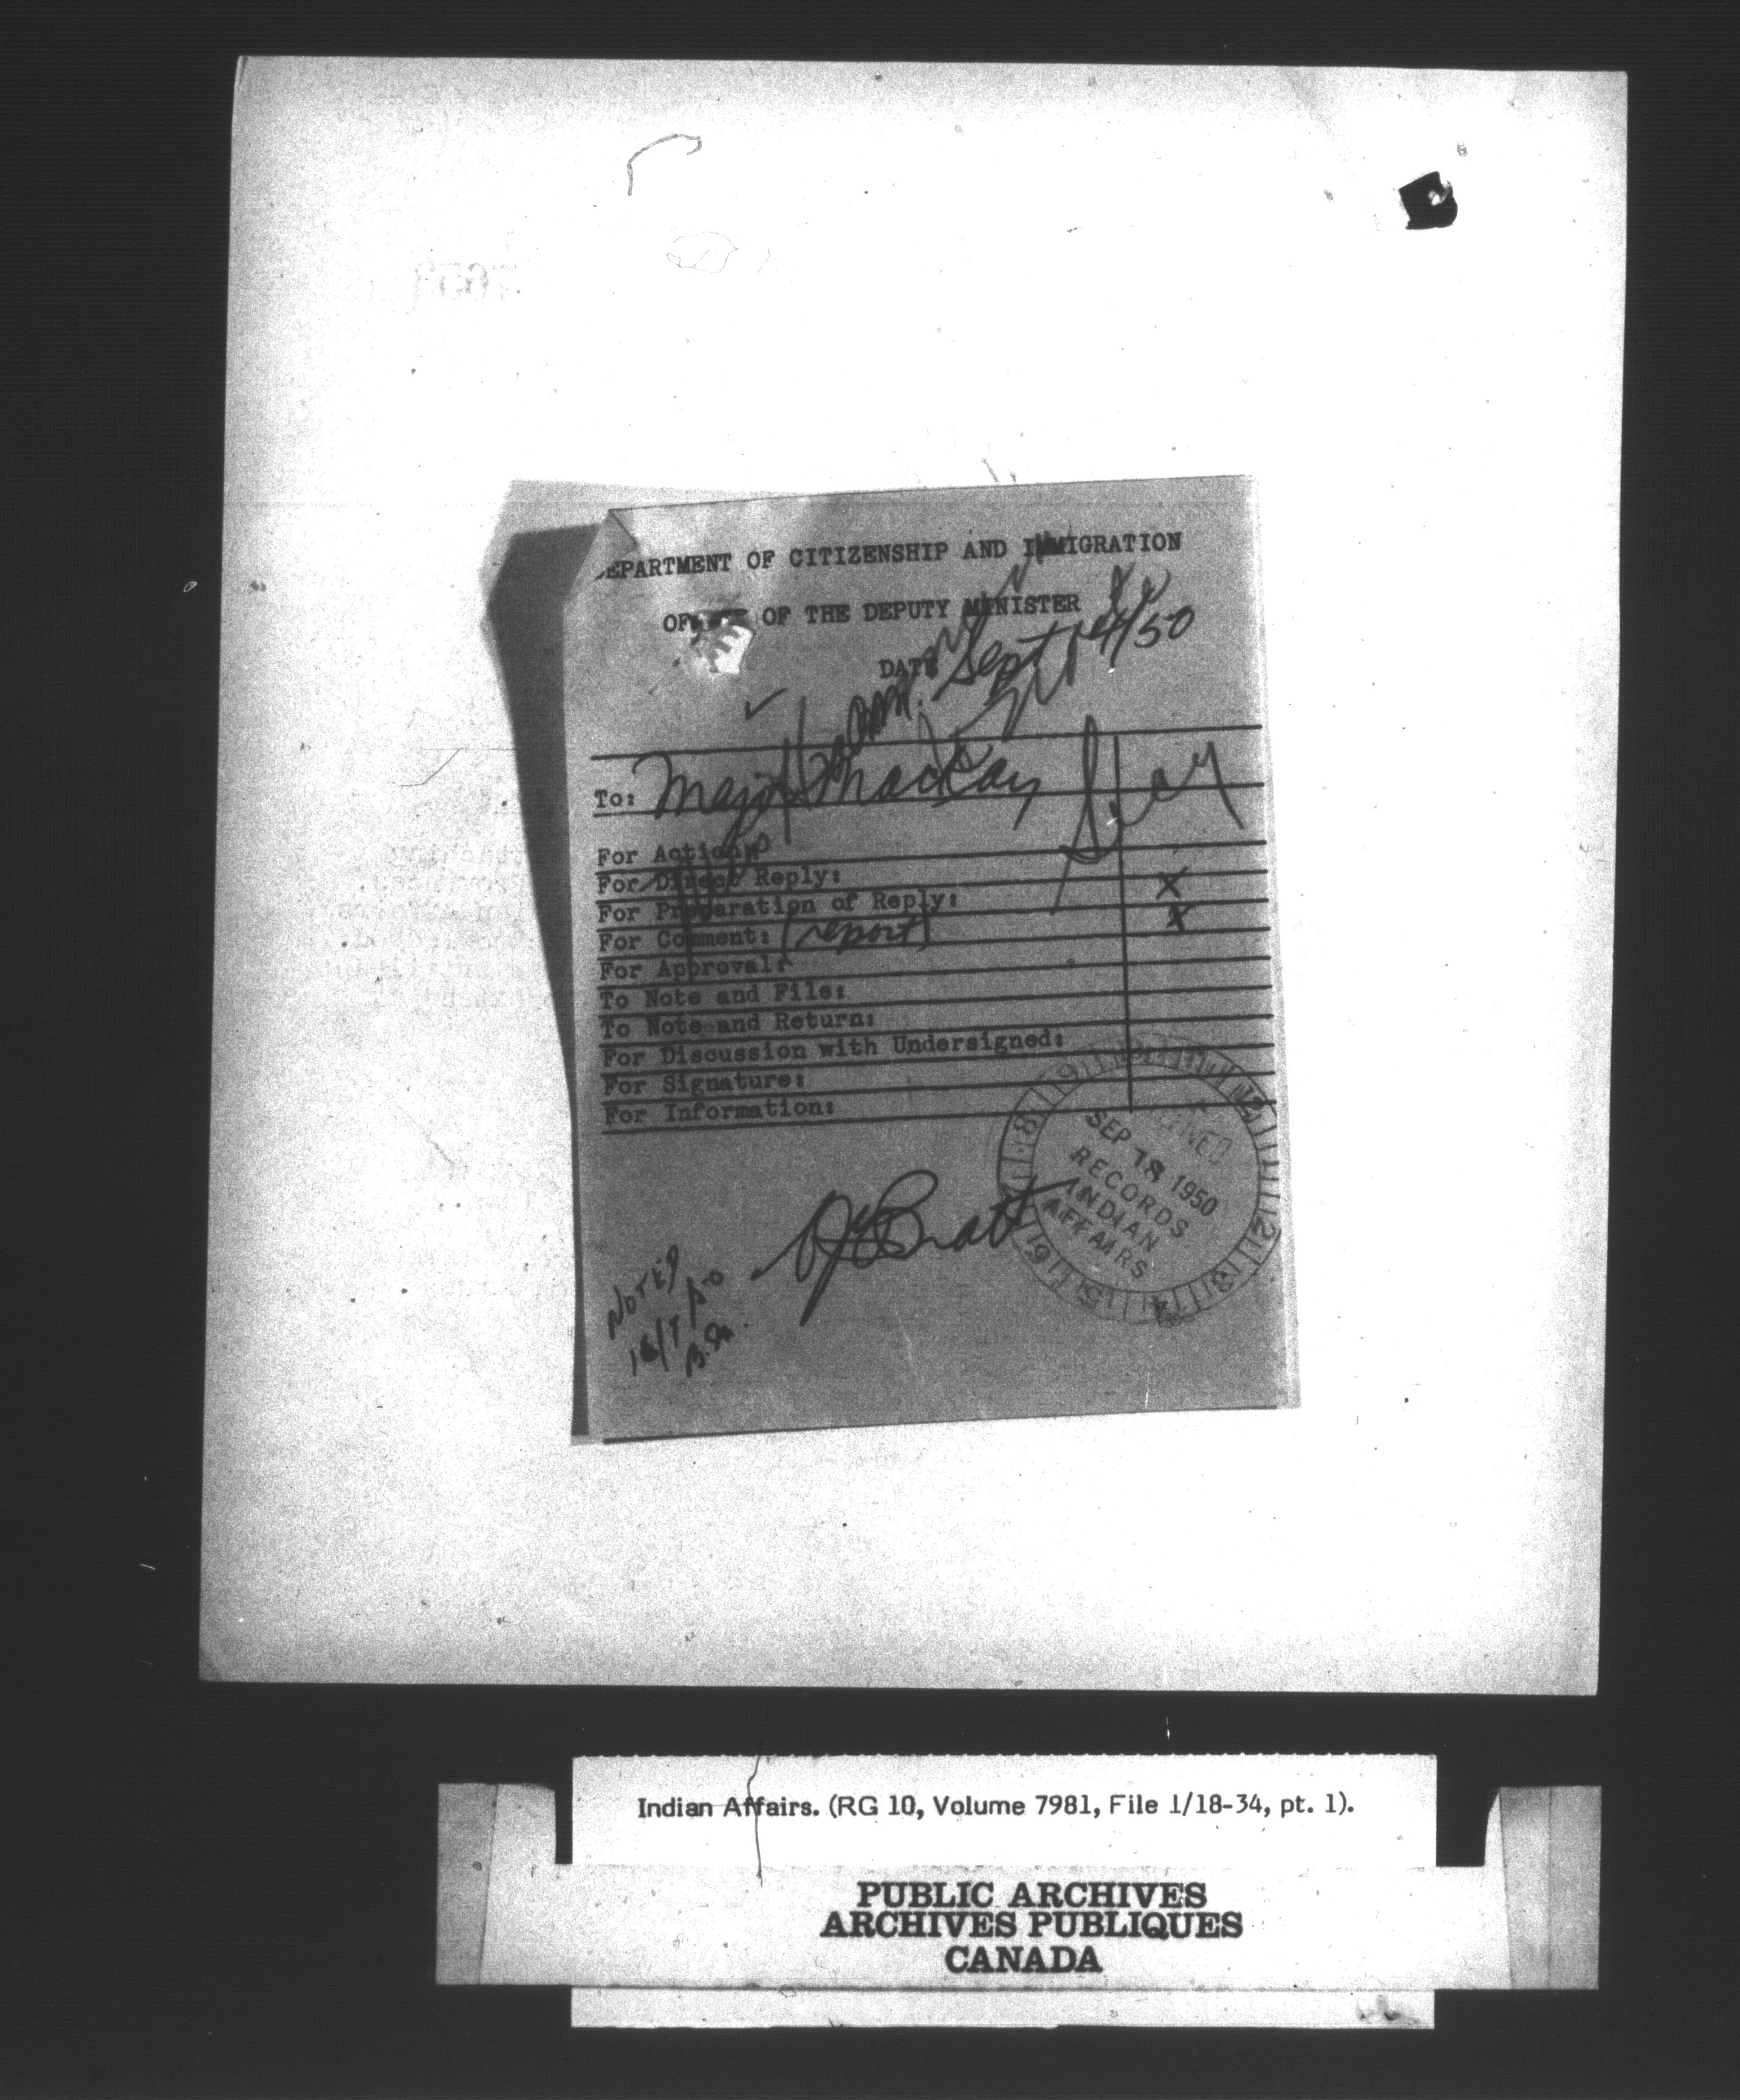 DEPARTMENT OF CITIZENSHIP AND IMMIGRATION
OFFICE OF THE DEPUTY MINISTER
DATE Sept 14/50
To: Major MacKay
For Action:
For Direct Reply:
For Preparation of Reply: X
For Comment: (report) X
For Approval:
To Note and File:
To Note and Return:
For Discussion with Undersigned:
For Signature:
For Information:
RECEIVED
SEP 18 1950
RECORDS
INDIAN
AFFAIRS
NOTED
Indian Affairs. (RG 10, Volume 7981, File 1/18-34, pt. 1).
PUBLIC ARCHIVES
ARCHIVES PUBLIQUES
CANADA